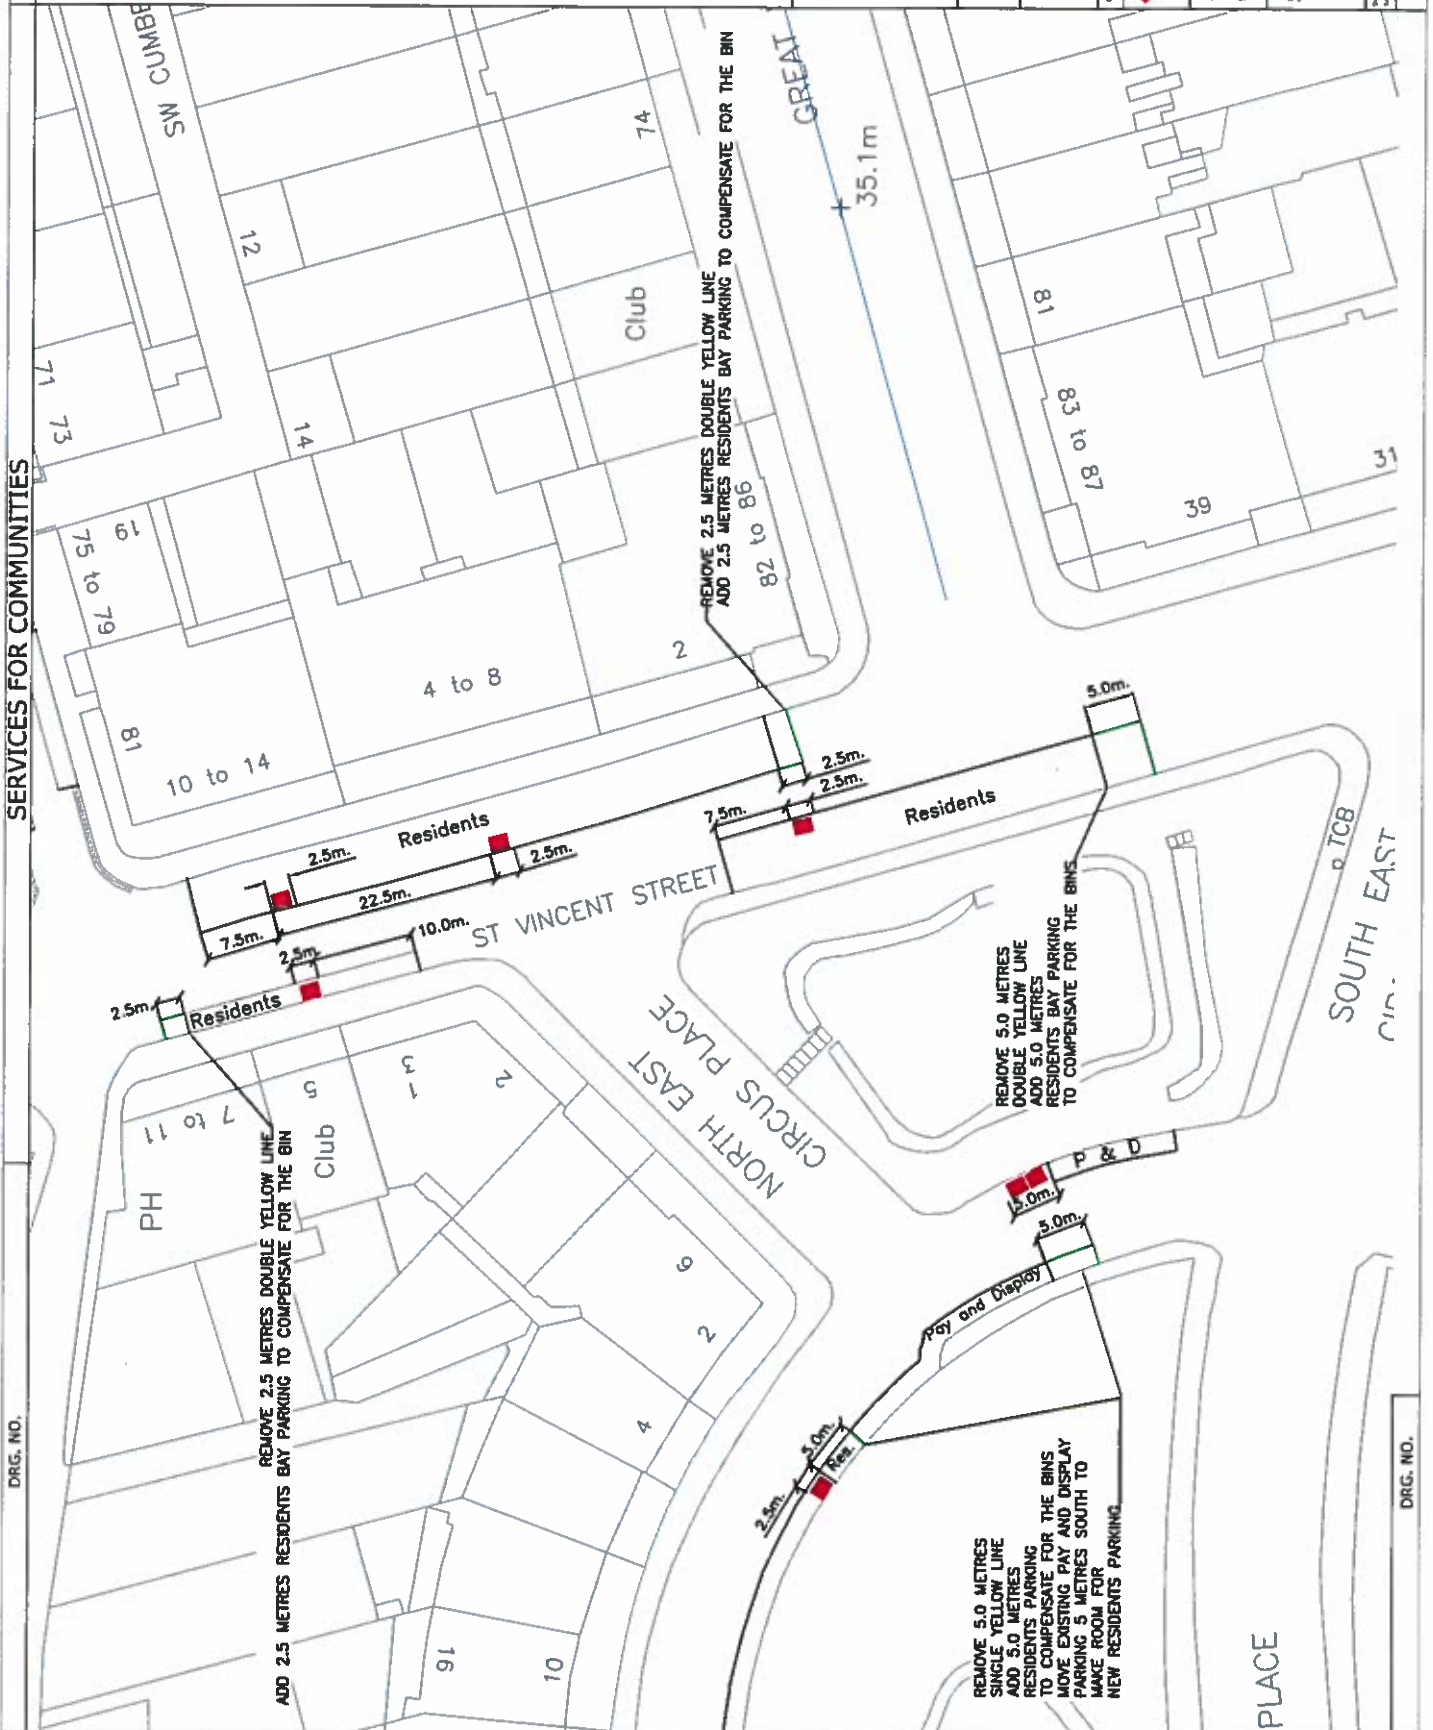 SERVICES FOR COMMUNITIES
DRG. NO.
DRG. NO.
71
73
75 to 79
19
81
10 to 14
4 to 8
2
12
14
74
Club
82 to 86
GREAT
35.1m
81
83 to 87
39
31
REMOVE 2.5 METRES DOUBLE YELLOW LINE
ADD 2.5 METRES RESIDENTS BAY PARKING TO COMPENSATE FOR THE BIN
Residents
2.5m.
22.5m.
2.5m.
7.5m.
2.5m.
10.0m.
2.5m.
Residents
ST VINCENT STREET
2.5m.
2.5m.
7.5m.
Residents
5.0m.
TCB
SOUTH EAST
NORTH EAST
CIRCUS PLACE
REMOVE 5.0 METRES
DOUBLE YELLOW LINE
ADD 5.0 METRES
RESIDENTS BAY PARKING
TO COMPENSATE FOR THE BINS
PH
7 to 11
5
Club
3
1
2
REMOVE 2.5 METRES DOUBLE YELLOW LINE
ADD 2.5 METRES RESIDENTS BAY PARKING TO COMPENSATE FOR THE BIN
2
4
10
16
P & D
5.0m.
5.0m.
Pay and Display
5.0m.
Res.
2.5m.
REMOVE 5.0 METRES
SINGLE YELLOW LINE
ADD 5.0 METRES
RESIDENTS PARKING
TO COMPENSATE FOR THE BINS
MOVE EXISTING PAY AND DISPLAY
PARKING 5 METRES SOUTH TO
MAKE ROOM FOR
NEW RESIDENTS PARKING
PLACE